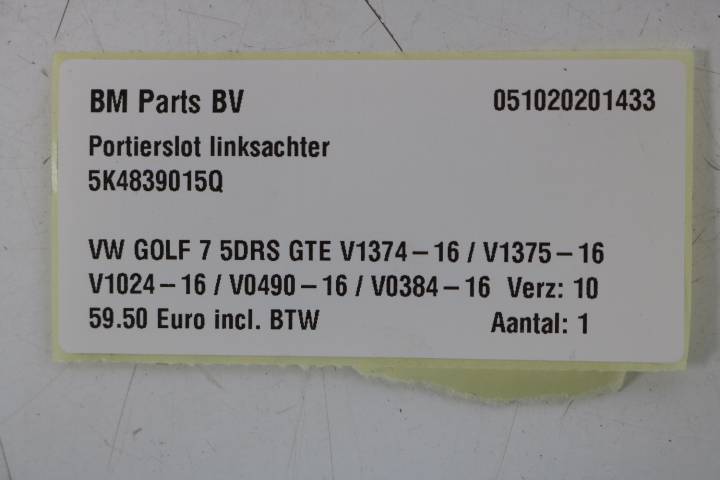 BM Parts BV 051020201433
Portierslot linksachter
5K4839015Q
VW GOLF 7 5DRS GTE V1374-16 / V1375-16
V1024-16 / V0490-16 / V0384-16 Verz: 10
59.50 Euro incl. BTW Aantal: 1